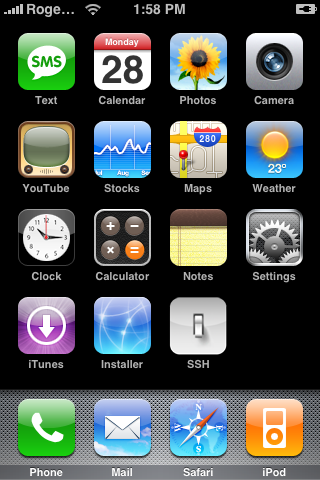 Roge... 1:58 PM
SMS
Monday
28
280
23°
Text Calendar Photos Camera
YouTube Stocks Maps Weather
Clock Calculator Notes Settings
iTunes Installer SSH
Phone Mail Safari iPod